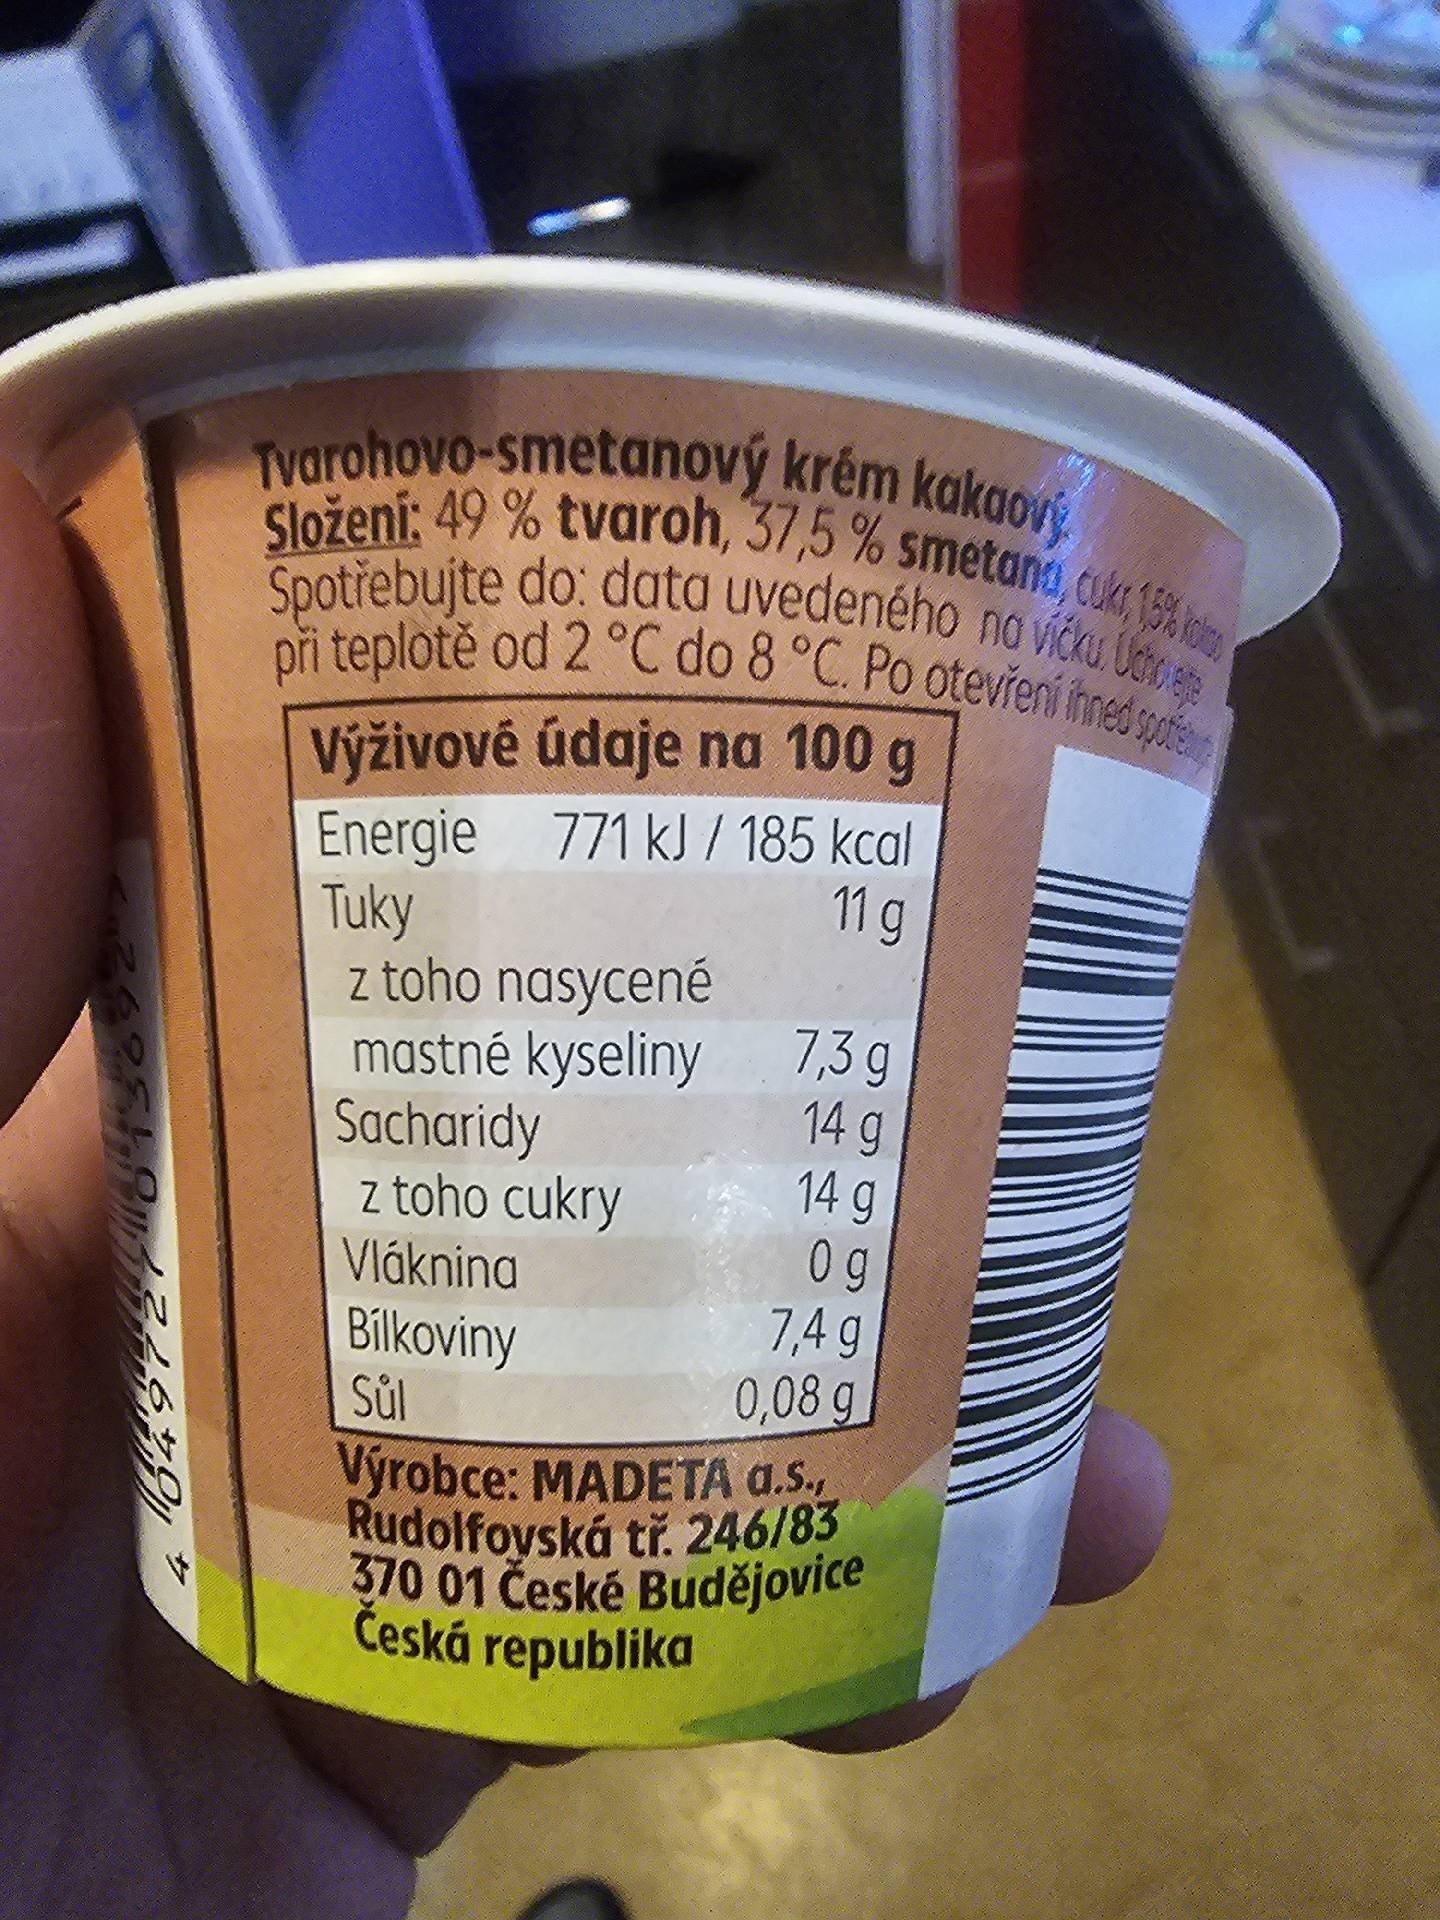 Tvarohovo-smetanový krém kakaový.
Složení: 49 % tvaroh, 37,5 % smetana, cukr, 1,5% kakao
Spotřebujte do: data uvedeného na víčku. Uchovejte
při teplotě od 2 °C do 8 °C. Po otevření ihned spotřebujte
Výživové údaje na 100 g
Energie 771 kJ / 185 kcal
Tuky 11 g
z toho nasycené
mastné kyseliny 7,3 g
Sacharidy 14 g
z toho cukry 14 g
Vláknina 0 g
Bílkoviny 7,4 g
Sůl 0,08 g
Výrobce: MADETA a.s.,
Rudolfovská tř. 246/83
370 01 České Budějovice
Česká republika